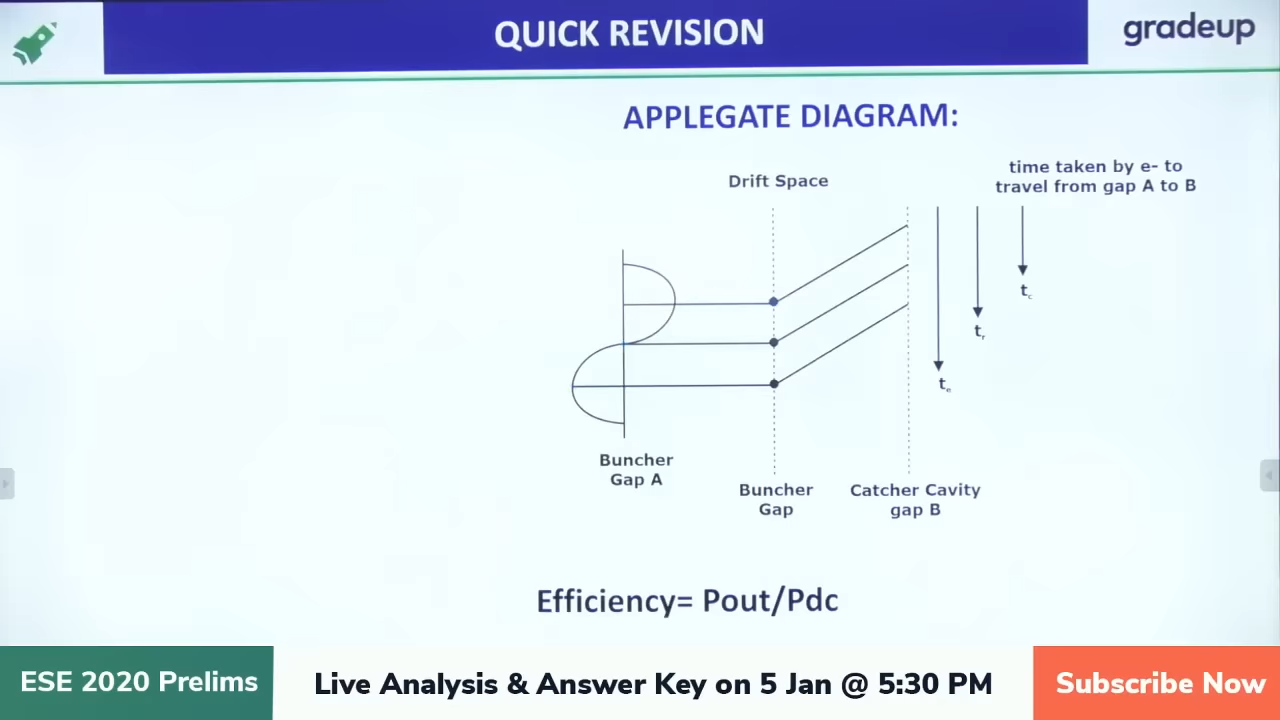 QUICK REVISION
gradeup
APPLEGATE DIAGRAM:
Drift Space
time taken by e- to
travel from gap A to B
tc
tr
te
Buncher
Gap A
Buncher
Gap
Catcher Cavity
gap B
Efficiency= Pout/Pdc
ESE 2020 Prelims
Live Analysis & Answer Key on 5 Jan @ 5:30 PM
Subscribe Now